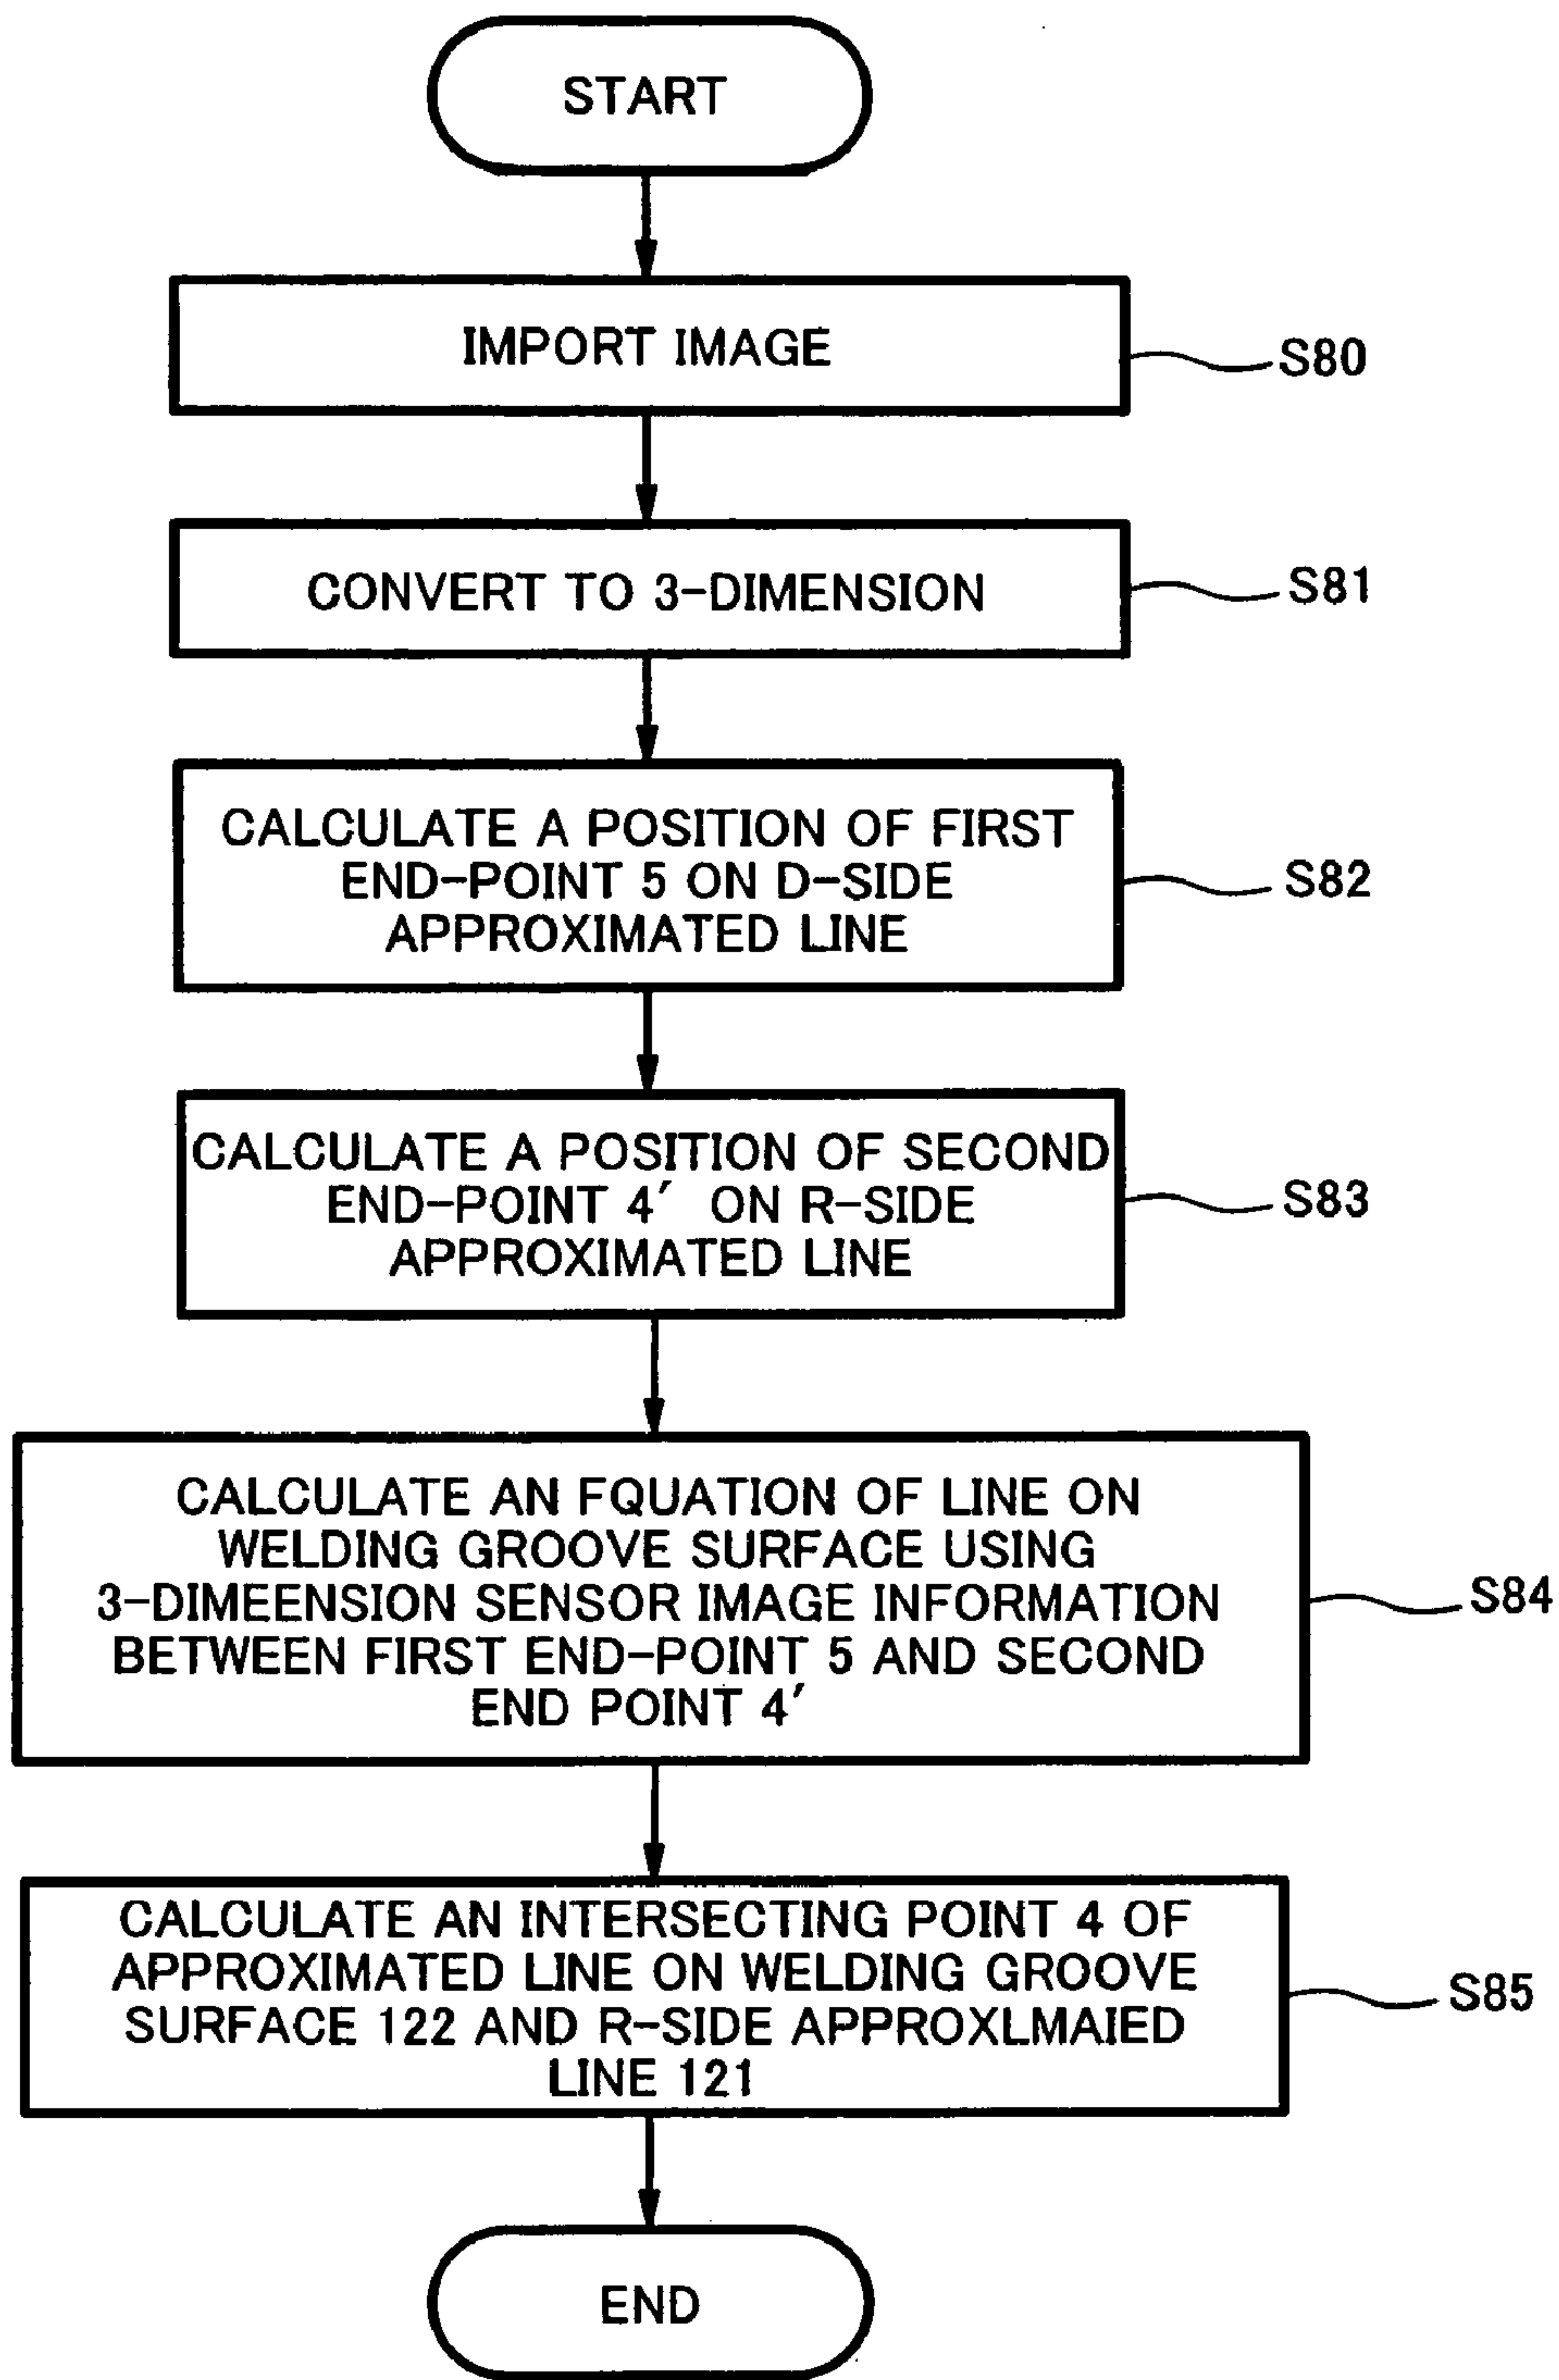 START
IMPORT IMAGE
S80
CONVERT TO 3-DIMENSION
S81
CALCULATE A POSITION OF FIRST
END-POINT 5 ON D-SIDE
APPROXIMATED LINE
S82
CALCULATE A POSITION OF SECOND
END-POINT 4′ ON R-SIDE
APPROXIMATED LINE
S83
CALCULATE AN FQUATION OF LINE ON
WELDING GROOVE SURFACE USING
3-DIMEENSION SENSOR IMAGE INFORMATION
BETWEEN FIRST END-POINT 5 AND SECOND
END POINT 4′
S84
CALCULATE AN INTERSECTING POINT 4 OF
APPROXIMATED LINE ON WELDING GROOVE
SURFACE 122 AND R-SIDE APPROXLMAIED
LINE 121
S85
END